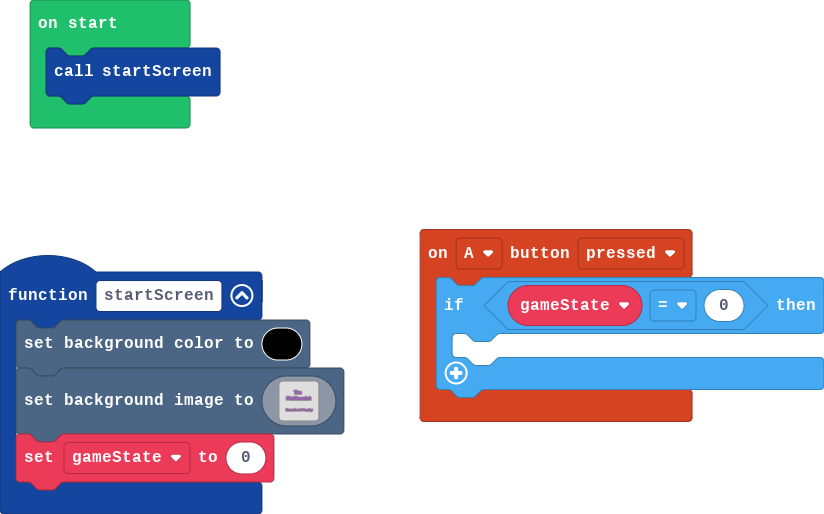 on start
call startScreen
on A button pressed
if gameState = 0 then
function startScreen
set background color to
set background image to
set gameState to 0